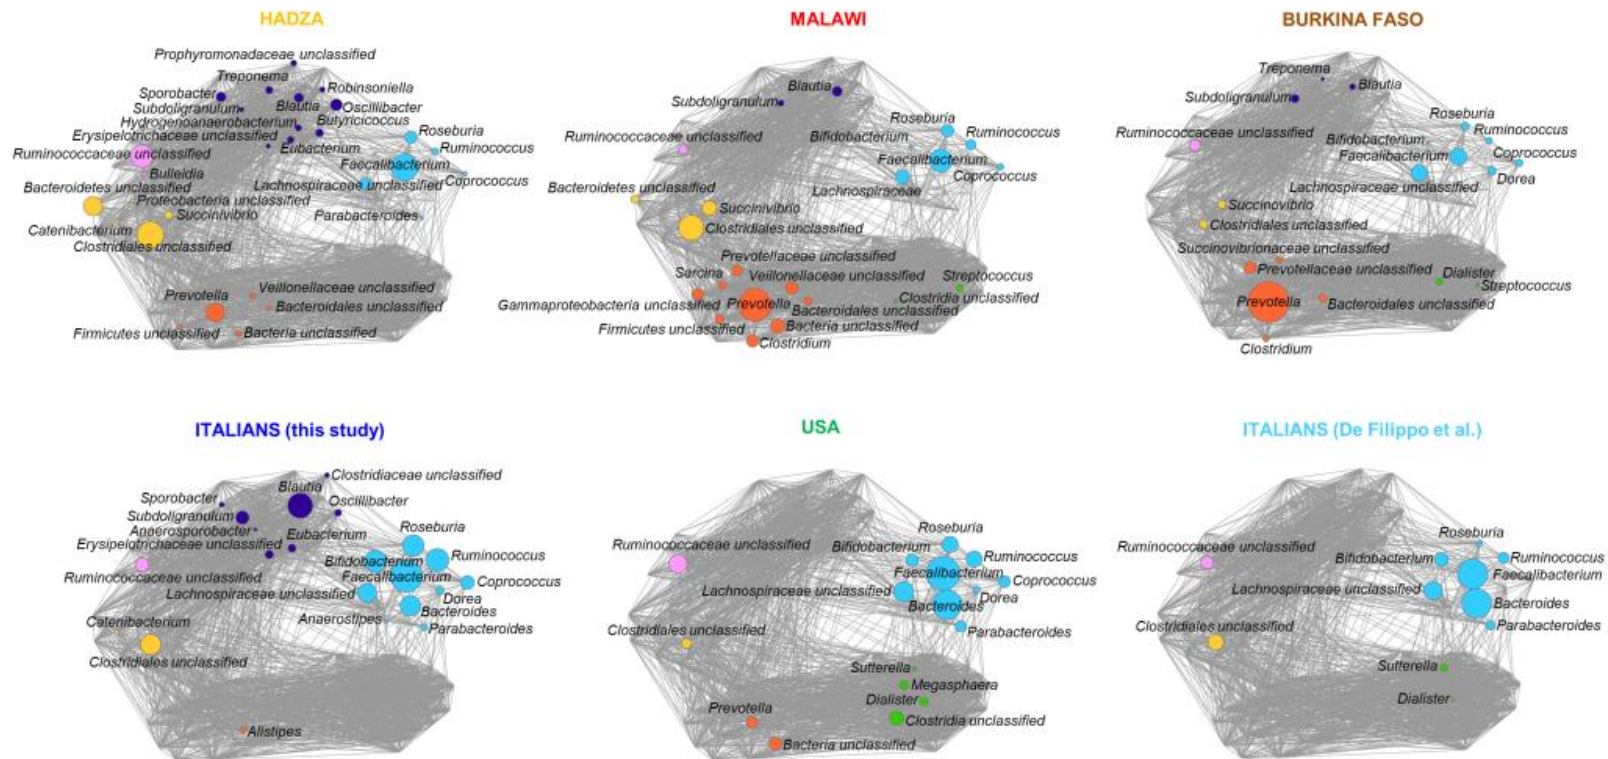 HADZA
Prophyromonadaceae unclassified
Treponema
Sporobacter
Robinsoniella
Subdoligranulum
Blautia
Oscillibacter
Hydrogenoanaerobacterium
Butyricicoccus
Erysipelotrichaceae unclassified
Eubacterium
Roseburia
Ruminococcaceae unclassified
Ruminococcus
Faecalibacterium
Bulleidia
Coprococcus
Bacteroidetes unclassified
Lachnospiraceae unclassified
Proteobacteria unclassified
Succinivibrio
Parabacteroides
Catenibacterium
Clostridiales unclassified
Prevotella
Veillonellaceae unclassified
Bacteroidales unclassified
Firmicutes unclassified
Bacteria unclassified
MALAWI
Blautia
Subdoligranulum
Roseburia
Ruminococcaceae unclassified
Bifidobacterium
Ruminococcus
Faecalibacterium
Coprococcus
Bacteroidetes unclassified
Lachnospiraceae
Succinivibrio
Clostridiales unclassified
Prevotellaceae unclassified
Sarcina
Veillonellaceae unclassified
Streptococcus
Gammaproteobacteria unclassified
Prevotella
Clostridia unclassified
Bacteroidales unclassified
Firmicutes unclassified
Bacteria unclassified
Clostridium
BURKINA FASO
Treponema
Blautia
Subdoligranulum
Roseburia
Ruminococcaceae unclassified
Bifidobacterium
Ruminococcus
Faecalibacterium
Coprococcus
Dorea
Lachnospiraceae unclassified
Succinovibrio
Clostridiales unclassified
Succinovibrionaceae unclassified
Prevotellaceae unclassified
Dialister
Streptococcus
Prevotella
Bacteroidales unclassified
Clostridium
ITALIANS (this study)
Clostridiaceae unclassified
Blautia
Sporobacter
Oscillibacter
Subdoligranulum
Anaerosporobacter
Eubacterium
Roseburia
Erysipelotrichaceae unclassified
Bifidobacterium
Ruminococcus
Ruminococcaceae unclassified
Faecalibacterium
Coprococcus
Lachnospiraceae unclassified
Dorea
Bacteroides
Anaerostipes
Parabacteroides
Catenibacterium
Clostridiales unclassified
Alistipes
USA
Roseburia
Ruminococcaceae unclassified
Bifidobacterium
Ruminococcus
Faecalibacterium
Coprococcus
Lachnospiraceae unclassified
Dorea
Bacteroides
Parabacteroides
Clostridiales unclassified
Sutterella
Megasphaera
Dialister
Prevotella
Clostridia unclassified
Bacteria unclassified
ITALIANS (De Filippo et al.)
Roseburia
Ruminococcaceae unclassified
Bifidobacterium
Ruminococcus
Faecalibacterium
Lachnospiraceae unclassified
Bacteroides
Parabacteroides
Clostridiales unclassified
Sutterella
Dialister